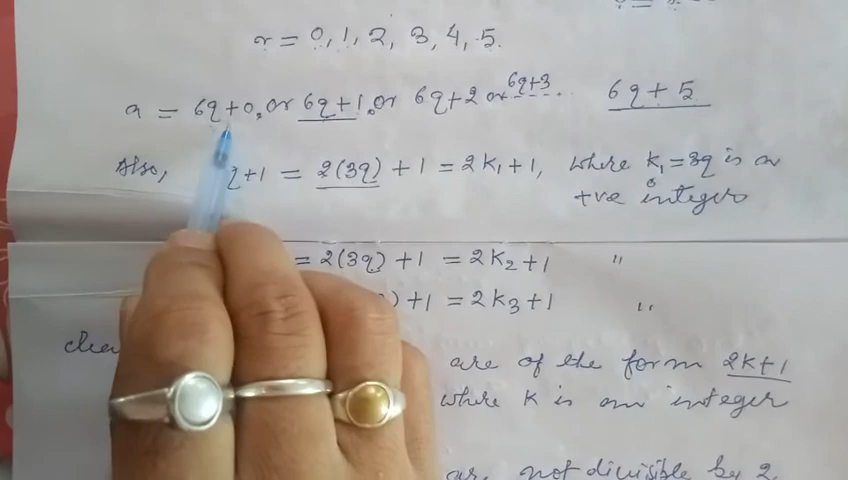 r = 0, 1, 2, 3, 4, 5.
a = 6q+0, or 6q+1, or 6q+2 or 6q+3 .. 6q+5
Also, q+1 = 2(3q)+1 = 2k₁+1, where k₁=3q is a
+ve integer
= 2(3q)+1 = 2k₂+1 "
)+1 = 2k₃+1 "
clea are of the form 2k+1
where k is an integer
are not divisible by 2